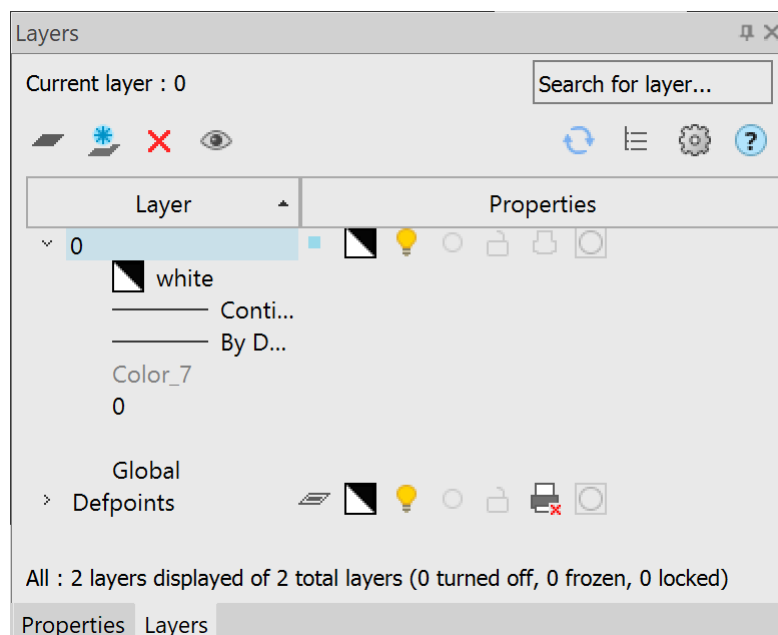 Layers
Current layer : 0
Search for layer...
?
Layer
Properties
0
white
Conti...
By D...
Color_7
0
Global
Defpoints
All : 2 layers displayed of 2 total layers (0 turned off, 0 frozen, 0 locked)
Properties
Layers